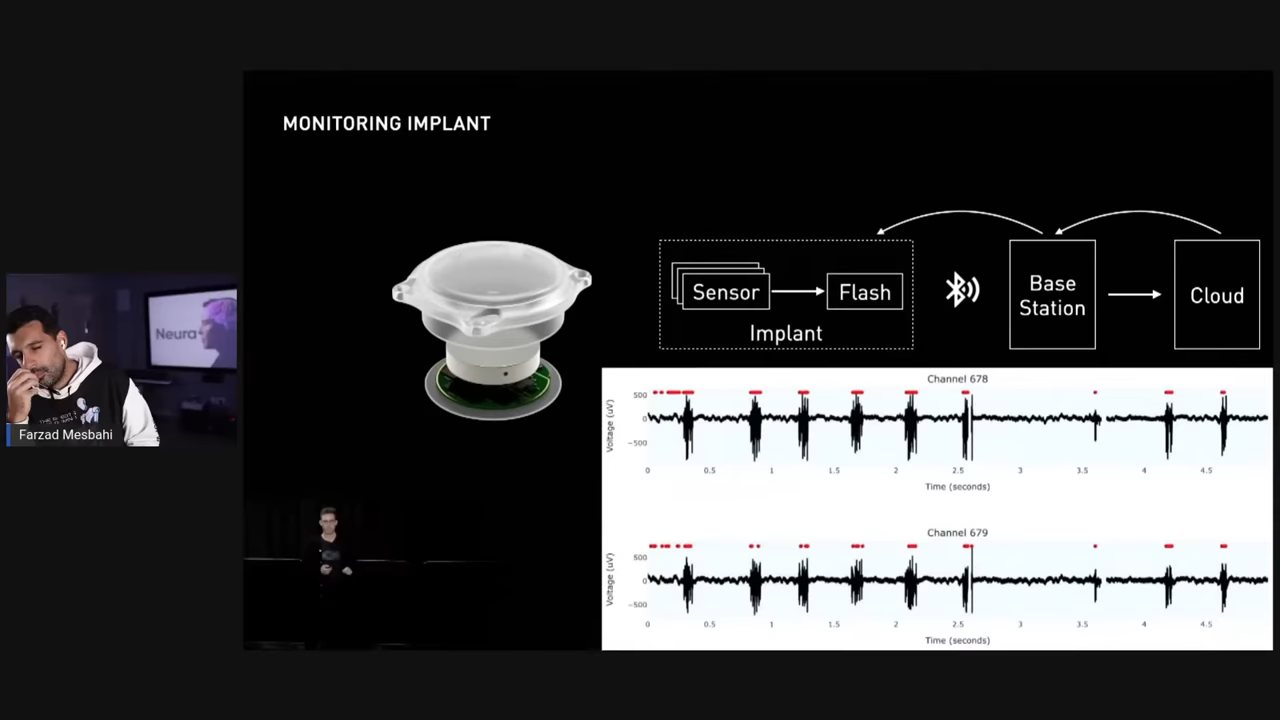 MONITORING IMPLANT
Sensor
Flash
Implant
Base
Station
Cloud
Neura
Farzad Mesbahi
Channel 678
Voltage (uV)
500
0
−500
0 0.5 1 1.5 2 2.5 3 3.5 4 4.5
Time (seconds)
Channel 679
Voltage (uV)
500
0
−500
0 0.5 1 1.5 2 2.5 3 3.5 4 4.5
Time (seconds)